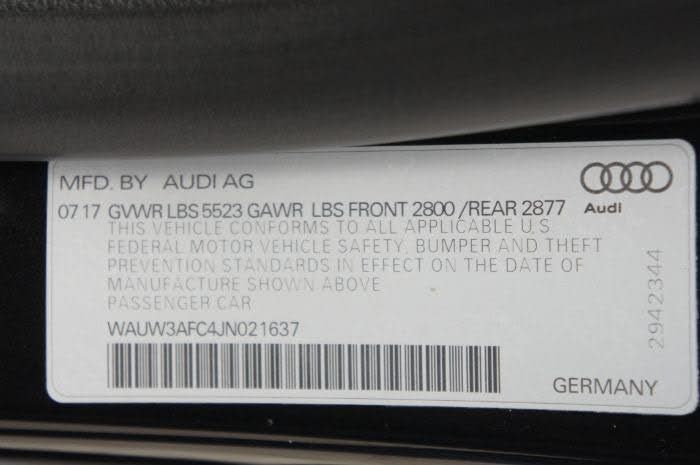 MFD. BY AUDI AG
Audi
07 17 GVWR LBS 5523 GAWR LBS FRONT 2800 /REAR 2877
THIS VEHICLE CONFORMS TO ALL APPLICABLE U.S
FEDERAL MOTOR VEHICLE SAFETY, BUMPER AND THEFT
PREVENTION STANDARDS IN EFFECT ON THE DATE OF
MANUFACTURE SHOWN ABOVE
PASSENGER CAR
WAUW3AFC4JN021637
2942344
GERMANY